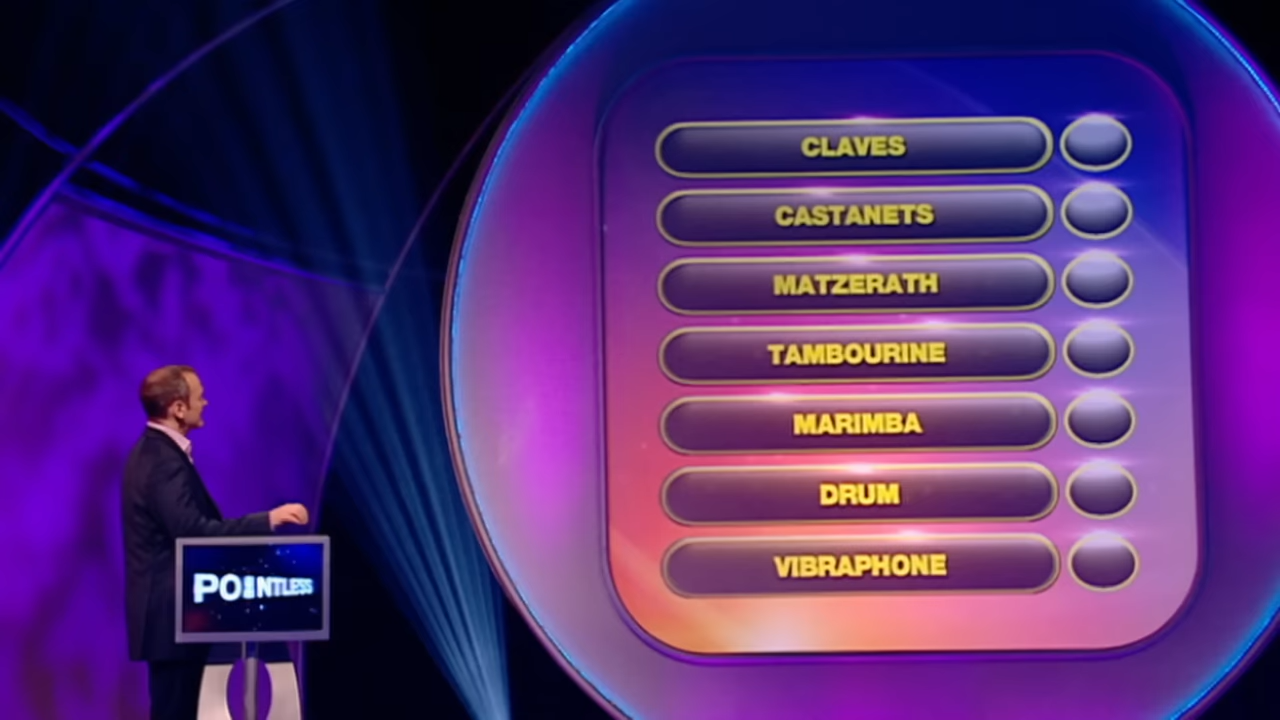 CLAVES
CASTANETS
MATZERATH
TAMBOURINE
MARIMBA
DRUM
VIBRAPHONE
POINTLESS